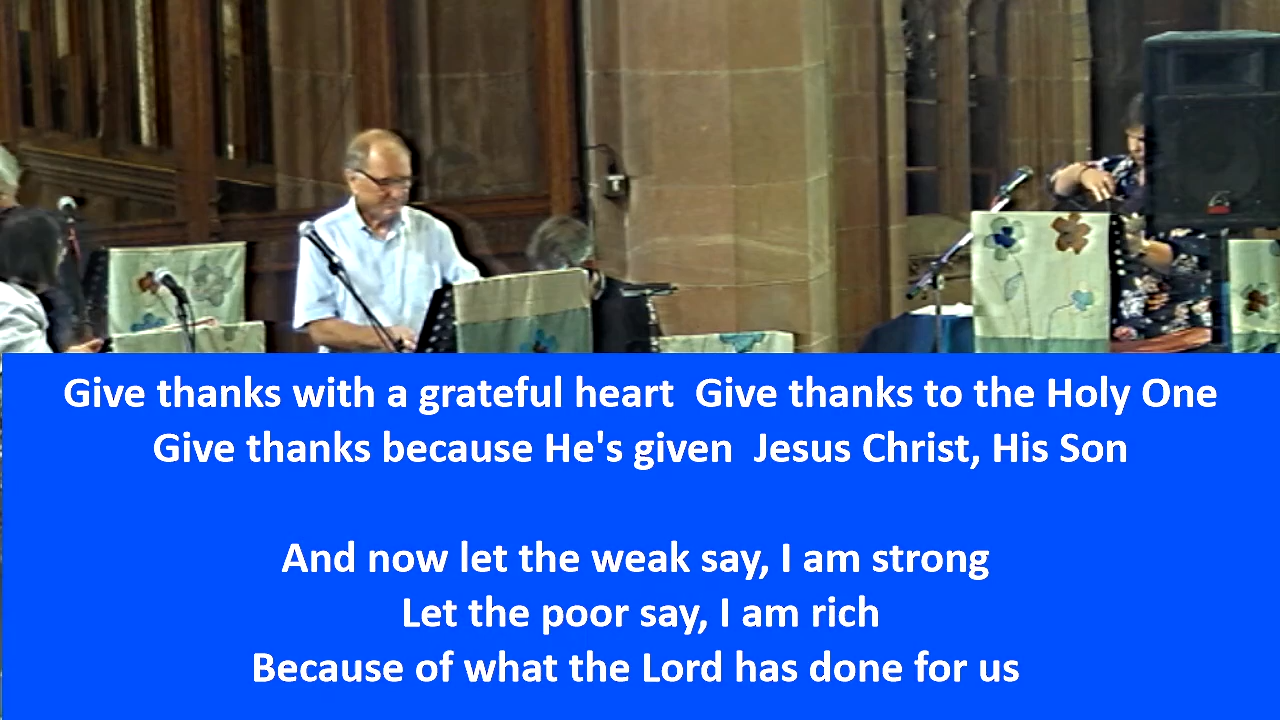 Give thanks with a grateful heart  Give thanks to the Holy One
Give thanks because He's given  Jesus Christ, His Son
And now let the weak say, I am strong
Let the poor say, I am rich
Because of what the Lord has done for us